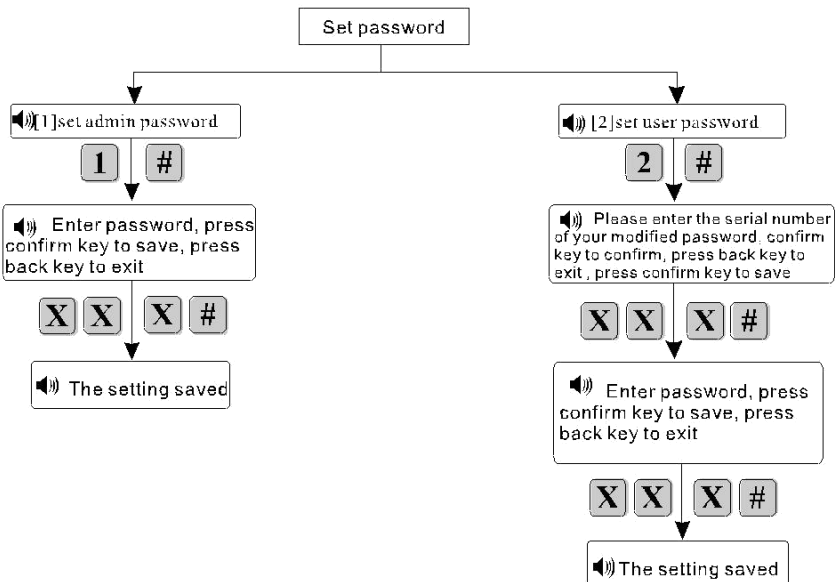 Set password
[1]set admin password
[2]set user password
1 #
2 #
Enter password, press
confirm key to save, press
back key to exit
Please enter the serial number
of your modified password, confirm
key to confirm, press back key to
exit , press confirm key to save
X X X #
X X X #
The setting saved
Enter password, press
confirm key to save, press
back key to exit
X X X #
The setting saved